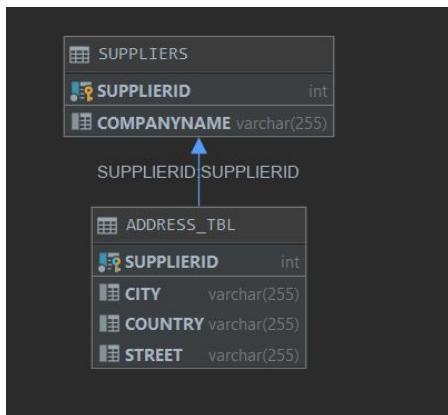 SUPPLIERS
SUPPLIERID int
COMPANYNAME varchar(255)
SUPPLIERID:SUPPLIERID
ADDRESS_TBL
SUPPLIERID int
CITY varchar(255)
COUNTRY varchar(255)
STREET varchar(255)